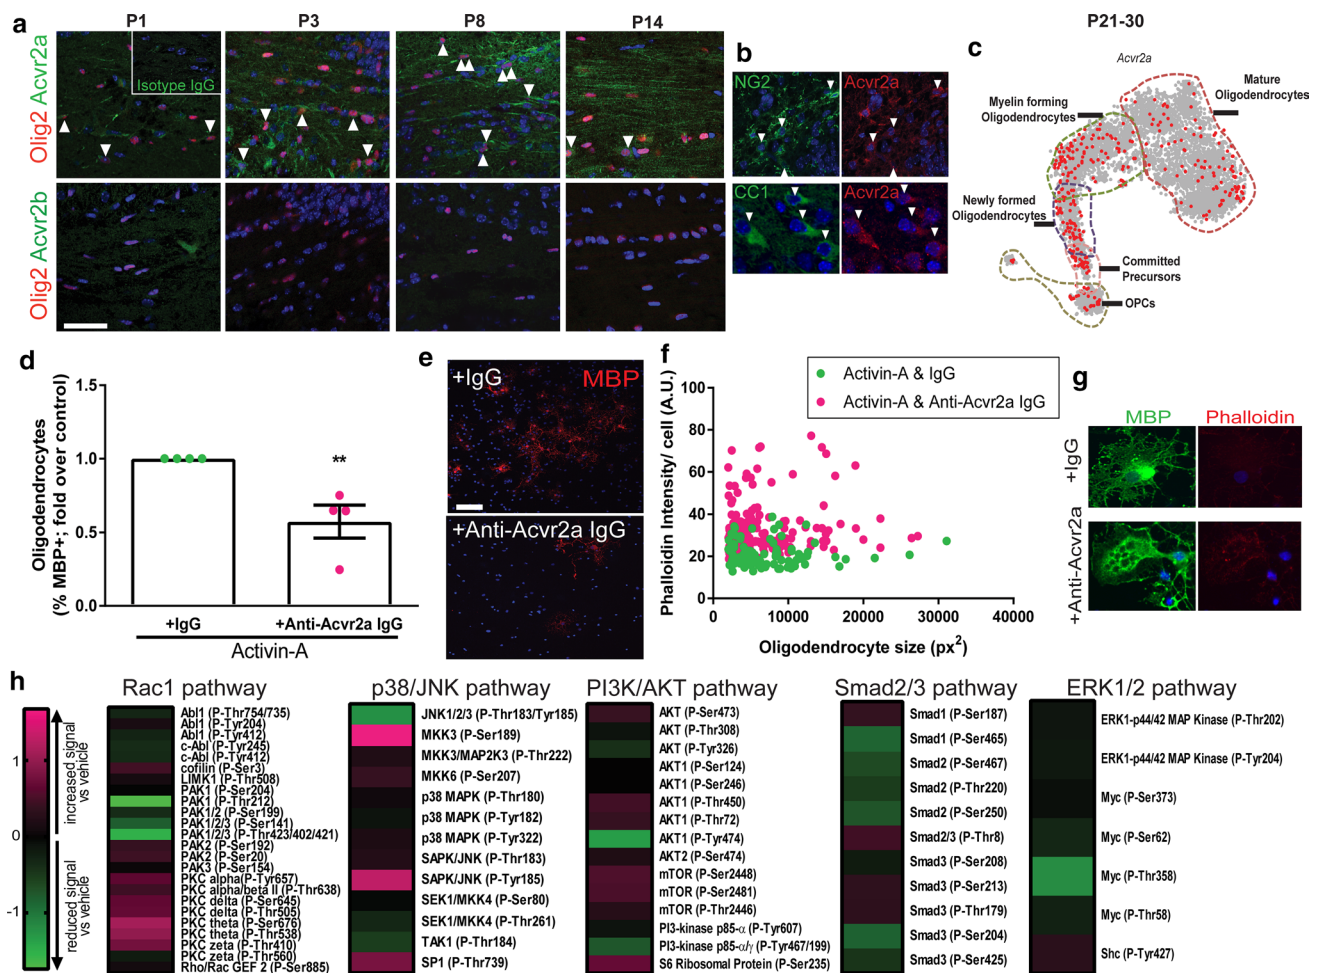 a
P1
P3
P8
P14
Olig2 Acvr2a
Isotype IgG
Olig2 Acvr2b
b
NG2
Acvr2a
CC1
Acvr2a
P21-30
c
Acvr2a
Mature
Oligodendrocytes
Myelin forming
Oligodendrocytes
Newly formed
Oligodendrocytes
Committed
Precursors
OPCs
d
Oligodendrocytes
(% MBP+; fold over control)
1.5
1.0
0.5
0.0
**
+IgG
+Anti-Acvr2a IgG
Activin-A
e
+IgG
MBP
+Anti-Acvr2a IgG
f
Activin-A & IgG
Activin-A & Anti-Acvr2a IgG
Phalloidin Intensity/ cell (A.U.)
100
80
60
40
20
0
0
10000
20000
30000
40000
Oligodendrocyte size (px²)
g
MBP
Phalloidin
+IgG
+Anti-Acvr2a
h
increased signal
vs vehicle
reduced signal
vs vehicle
1
0
-1
Rac1 pathway
Abl1 (P-Thr754/735)
Abl1 (P-Tyr204)
Abl1 (P-Tyr412)
c-Abl (P-Tyr245)
c-Abl (P-Tyr412)
cofilin (P-Ser3)
LIMK1 (P-Thr508)
PAK1 (P-Ser204)
PAK1 (P-Thr212)
PAK1/2 (P-Ser199)
PAK1/2/3 (P-Ser141)
PAK1/2/3 (P-Thr423/402/421)
PAK2 (P-Ser192)
PAK2 (P-Ser20)
PAK3 (P-Ser154)
PKC alpha(P-Tyr657)
PKC alpha/beta II (P-Thr638)
PKC delta (P-Ser645)
PKC delta (P-Thr505)
PKC theta (P-Ser676)
PKC theta (P-Thr538)
PKC zeta (P-Thr410)
PKC zeta (P-Thr560)
Rho/Rac GEF 2 (P-Ser885)
p38/JNK pathway
JNK1/2/3 (P-Thr183/Tyr185)
MKK3 (P-Ser189)
MKK3/MAP2K3 (P-Thr222)
MKK6 (P-Ser207)
p38 MAPK (P-Thr180)
p38 MAPK (P-Tyr182)
p38 MAPK (P-Tyr322)
SAPK/JNK (P-Thr183)
SAPK/JNK (P-Tyr185)
SEK1/MKK4 (P-Ser80)
SEK1/MKK4 (P-Thr261)
TAK1 (P-Thr184)
SP1 (P-Thr739)
PI3K/AKT pathway
AKT (P-Ser473)
AKT (P-Thr308)
AKT (P-Tyr326)
AKT1 (P-Ser124)
AKT1 (P-Ser246)
AKT1 (P-Thr450)
AKT1 (P-Thr72)
AKT1 (P-Tyr474)
AKT2 (P-Ser474)
mTOR (P-Ser2448)
mTOR (P-Ser2481)
mTOR (P-Thr2446)
PI3-kinase p85-α (P-Tyr607)
PI3-kinase p85-α/γ (P-Tyr467/199)
S6 Ribosomal Protein (P-Ser235)
Smad2/3 pathway
Smad1 (P-Ser187)
Smad1 (P-Ser465)
Smad2 (P-Ser467)
Smad2 (P-Thr220)
Smad2 (P-Ser250)
Smad2/3 (P-Thr8)
Smad3 (P-Ser208)
Smad3 (P-Ser213)
Smad3 (P-Thr179)
Smad3 (P-Ser204)
Smad3 (P-Ser425)
ERK1/2 pathway
ERK1-p44/42 MAP Kinase (P-Thr202)
ERK1-p44/42 MAP Kinase (P-Tyr204)
Myc (P-Ser373)
Myc (P-Ser62)
Myc (P-Thr358)
Myc (P-Thr58)
Shc (P-Tyr427)